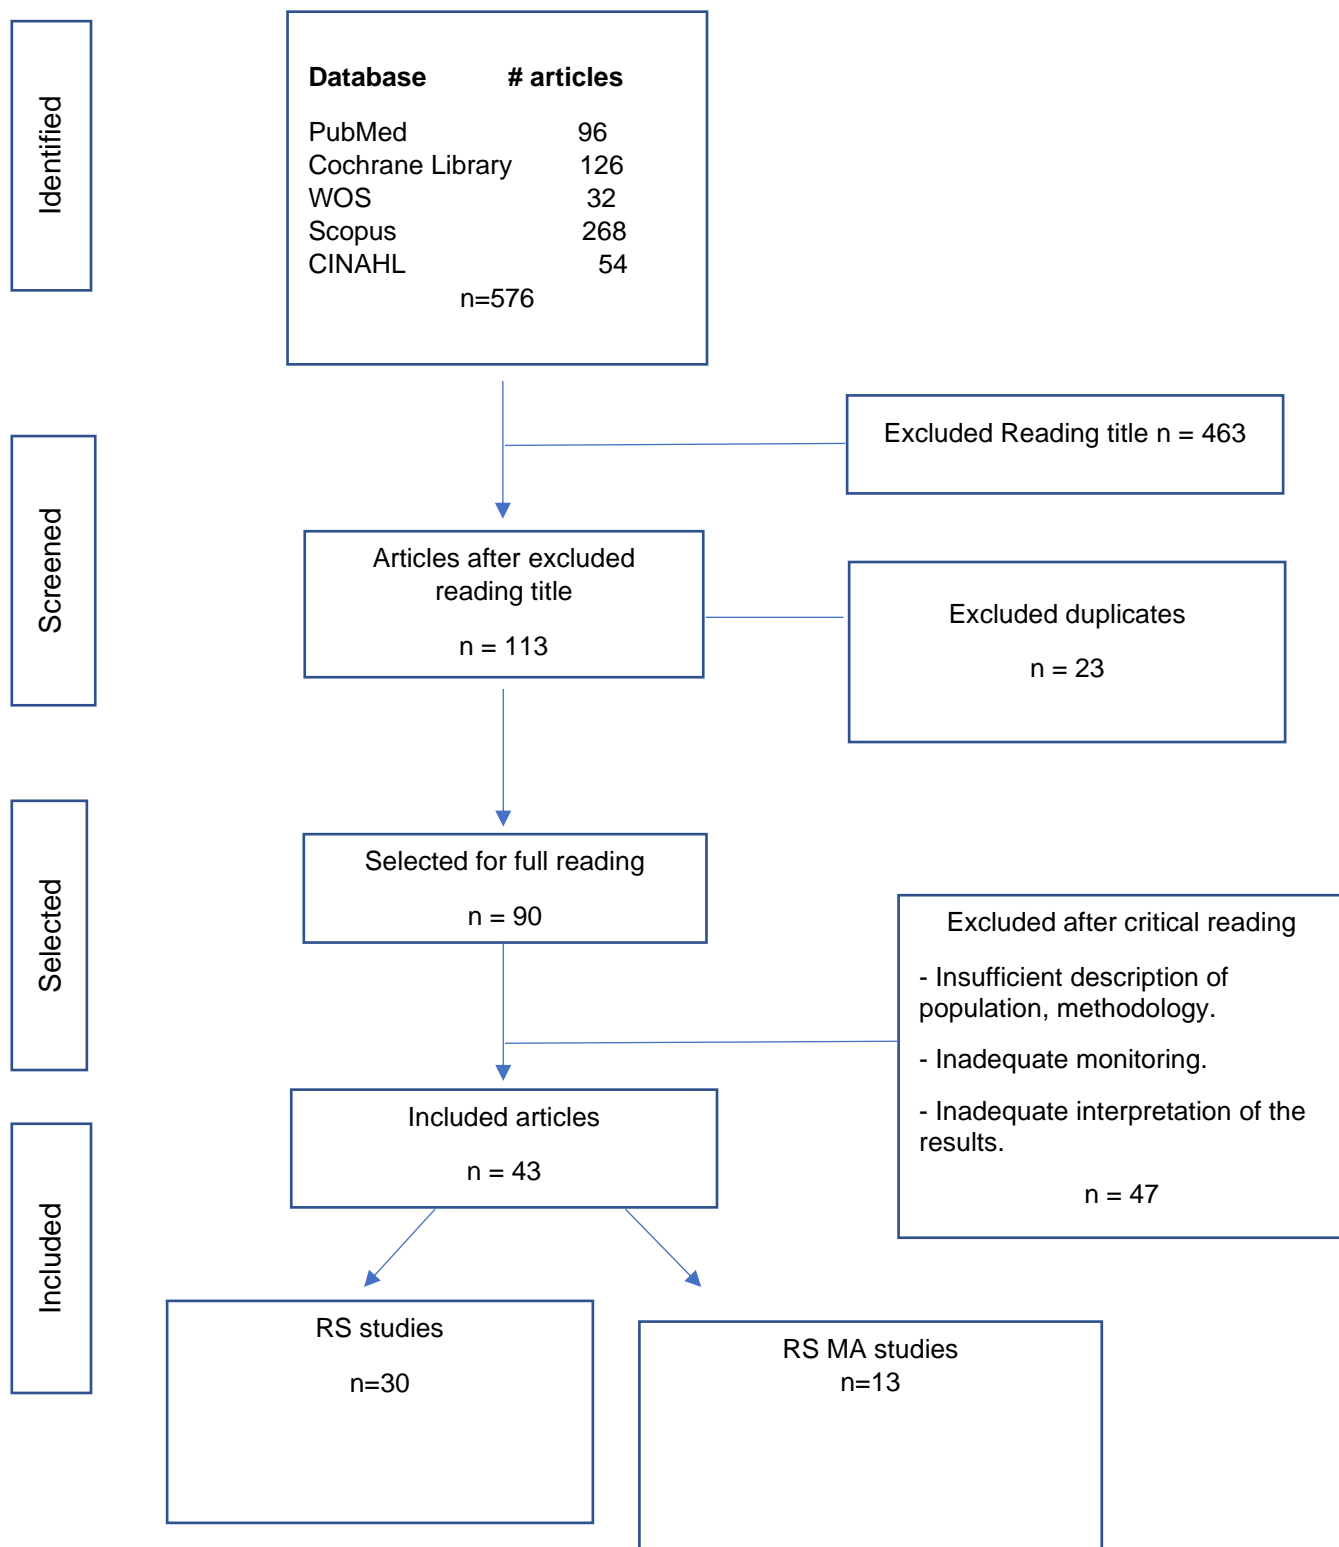 Identified
Database # articles
PubMed 96
Cochrane Library 126
WOS 32
Scopus 268
CINAHL 54
n=576
Excluded Reading title n = 463
Screened
Articles after excluded
reading title
n = 113
Excluded duplicates
n = 23
Selected
Selected for full reading
n = 90
Excluded after critical reading
- Insufficient description of
population, methodology.
- Inadequate monitoring.
- Inadequate interpretation of the
results.
n = 47
Included
Included articles
n = 43
RS studies
n=30
RS MA studies
n=13